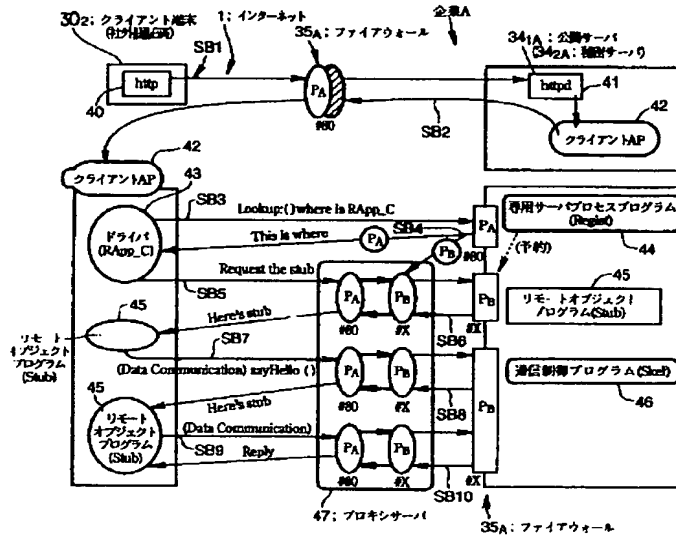 30₂; クライアント端末
1; インターネット
35A; ファイアウォール
企業A
34₁A; 公開サーバ
(34₂A; 秘密サーバ)
SB1
http
40
PA
#80
httpd
41
42
SB2
クライアントAP
42
クライアントAP
43
SB3
Lookup:( )where is RApp_C
ドライバ
(RApp_C)
This is where
PA
SB4
PB
PA
#80
専用サーバプロセスプログラム
(Regist)
44
(予約)
Request the stub
SB5
PA
PB
#80
#X
PB
#X
SB6
45
リモートオブジェクト
プログラム(Stub)
Here's stub
45
リモート
オブジェクト
プログラム
(Stub)
SB7
(Data Communication) sayHello ( )
PA
PB
#80
#X
SB8
PB
通信制御プログラム(Skel)
46
Here's stub
45
リモート
オブジェクト
プログラム
(Stub)
(Data Communication)
SB9
Reply
PA
PB
#80
#X
SB10
#X
47; プロキシサーバ
35A; ファイアウォール